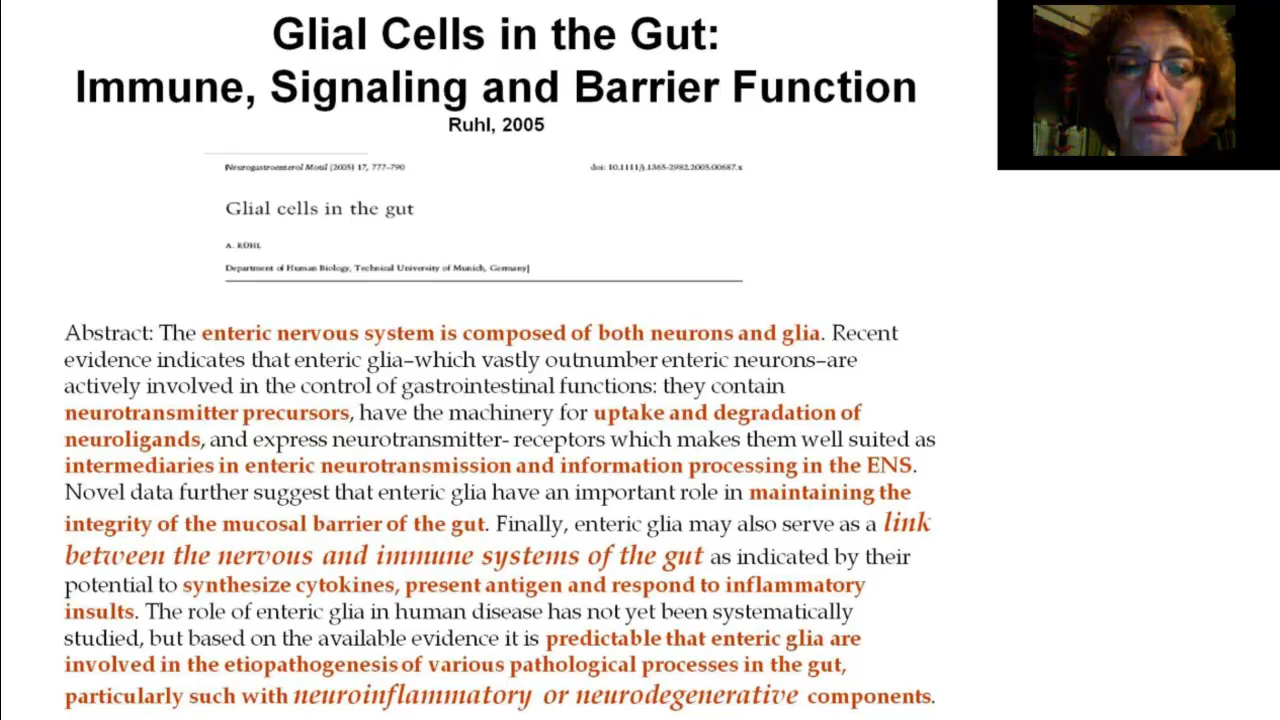 Glial Cells in the Gut:
Immune, Signaling and Barrier Function
Ruhl, 2005
Neurogastroenterol Motil (2005) 17, 777–790
doi: 10.1111/j.1365-2982.2005.00687.x
Glial cells in the gut
A. RÜHL
Department of Human Biology, Technical University of Munich, Germany
Abstract: The enteric nervous system is composed of both neurons and glia. Recent
evidence indicates that enteric glia–which vastly outnumber enteric neurons–are
actively involved in the control of gastrointestinal functions: they contain
neurotransmitter precursors, have the machinery for uptake and degradation of
neuroligands, and express neurotransmitter- receptors which makes them well suited as
intermediaries in enteric neurotransmission and information processing in the ENS.
Novel data further suggest that enteric glia have an important role in maintaining the
integrity of the mucosal barrier of the gut. Finally, enteric glia may also serve as a link
between the nervous and immune systems of the gut as indicated by their
potential to synthesize cytokines, present antigen and respond to inflammatory
insults. The role of enteric glia in human disease has not yet been systematically
studied, but based on the available evidence it is predictable that enteric glia are
involved in the etiopathogenesis of various pathological processes in the gut,
particularly such with neuroinflammatory or neurodegenerative components.